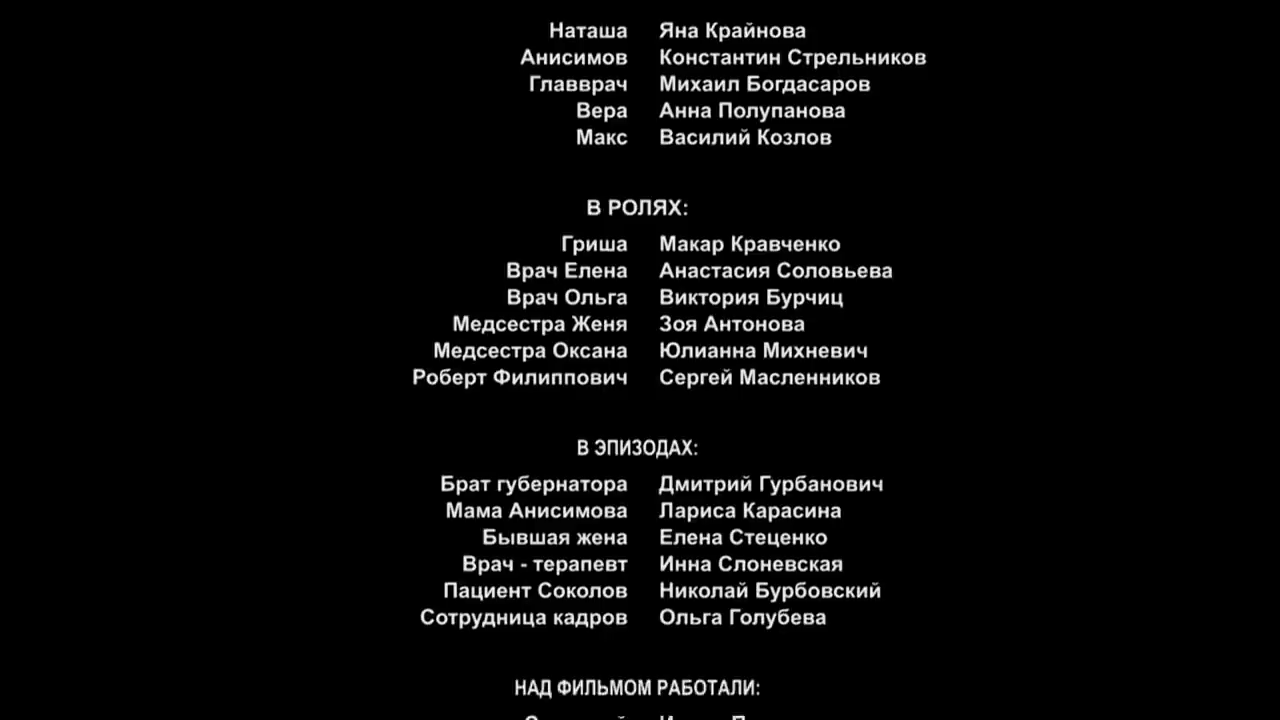 Наташа Яна Крайнова
Анисимов Константин Стрельников
Главврач Михаил Богдасаров
Вера Анна Полупанова
Макс Василий Козлов
В РОЛЯХ:
Гриша Макар Кравченко
Врач Елена Анастасия Соловьева
Врач Ольга Виктория Бурчиц
Медсестра Женя Зоя Антонова
Медсестра Оксана Юлианна Михневич
Роберт Филиппович Сергей Масленников
В ЭПИЗОДАХ:
Брат губернатора Дмитрий Гурбанович
Мама Анисимова Лариса Карасина
Бывшая жена Елена Стеценко
Врач - терапевт Инна Слоневская
Пациент Соколов Николай Бурбовский
Сотрудница кадров Ольга Голубева
НАД ФИЛЬМОМ РАБОТАЛИ: